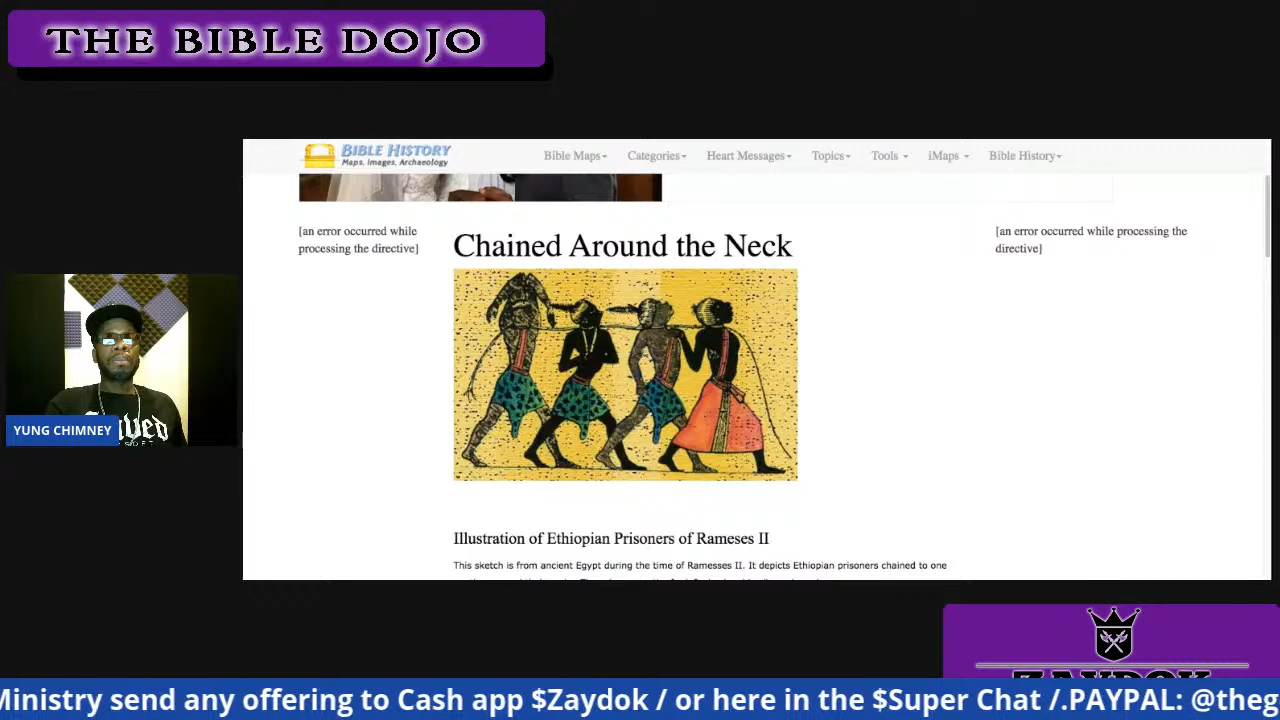 THE BIBLE DOJO
BIBLE HISTORY
Maps, Images, Archaeology
Bible Maps
Categories
Heart Messages
Topics
Tools
iMaps
Bible History
[an error occurred while
processing the directive]
Chained Around the Neck
[an error occurred while processing the
directive]
YUNG CHIMNEY
Illustration of Ethiopian Prisoners of Rameses II
This sketch is from ancient Egypt during the time of Ramesses II. It depicts Ethiopian prisoners chained to one
ZAYDOK
Ministry send any offering to Cash app $Zaydok / or here in the $Super Chat /.PAYPAL: @theg